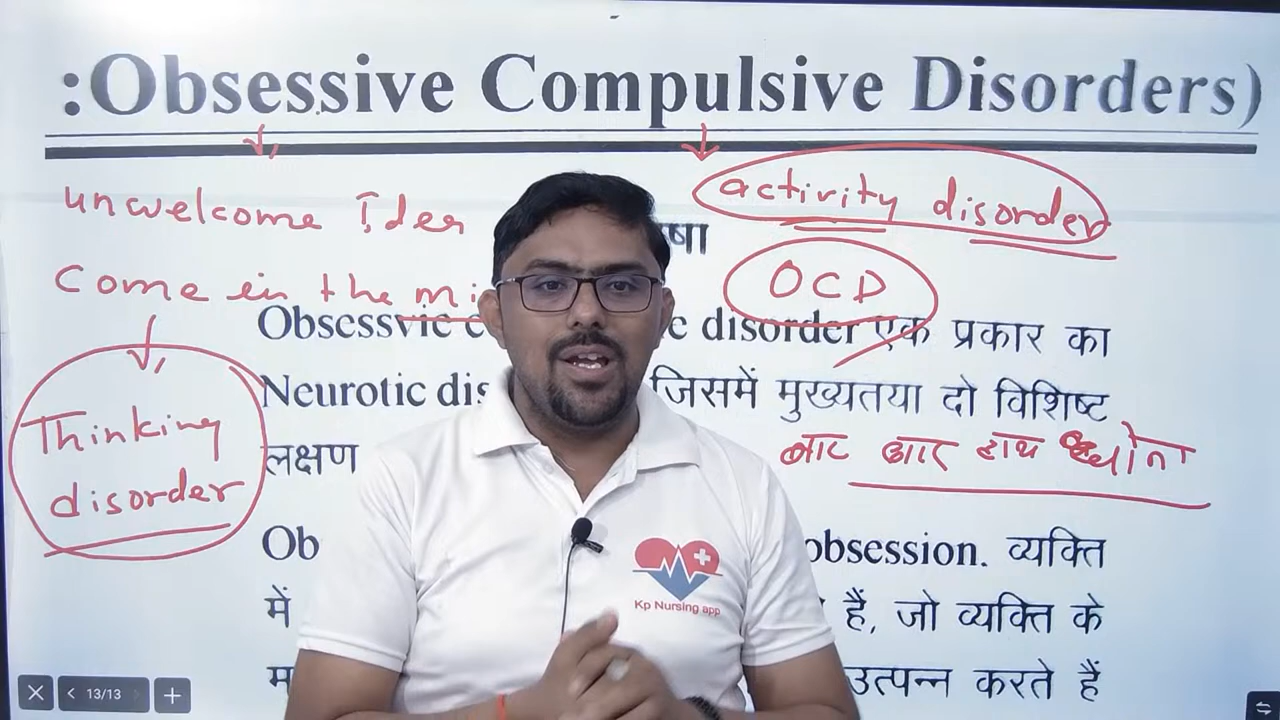 :Obsessive Compulsive Disorders)
unwelcome Ider
activity disorder
षा
Come in the mi
OCD
Obsessvie c e disorder एक प्रकार का
Neurotic dis जिसमें मुख्यतया दो विशिष्ट
Thinking
disorder
लक्षण
बार बार हाथ धोना
Ob obsession. व्यक्ति
में हैं, जो व्यक्ति के
म उत्पन्न करते हैं
Kp Nursing app
13/13